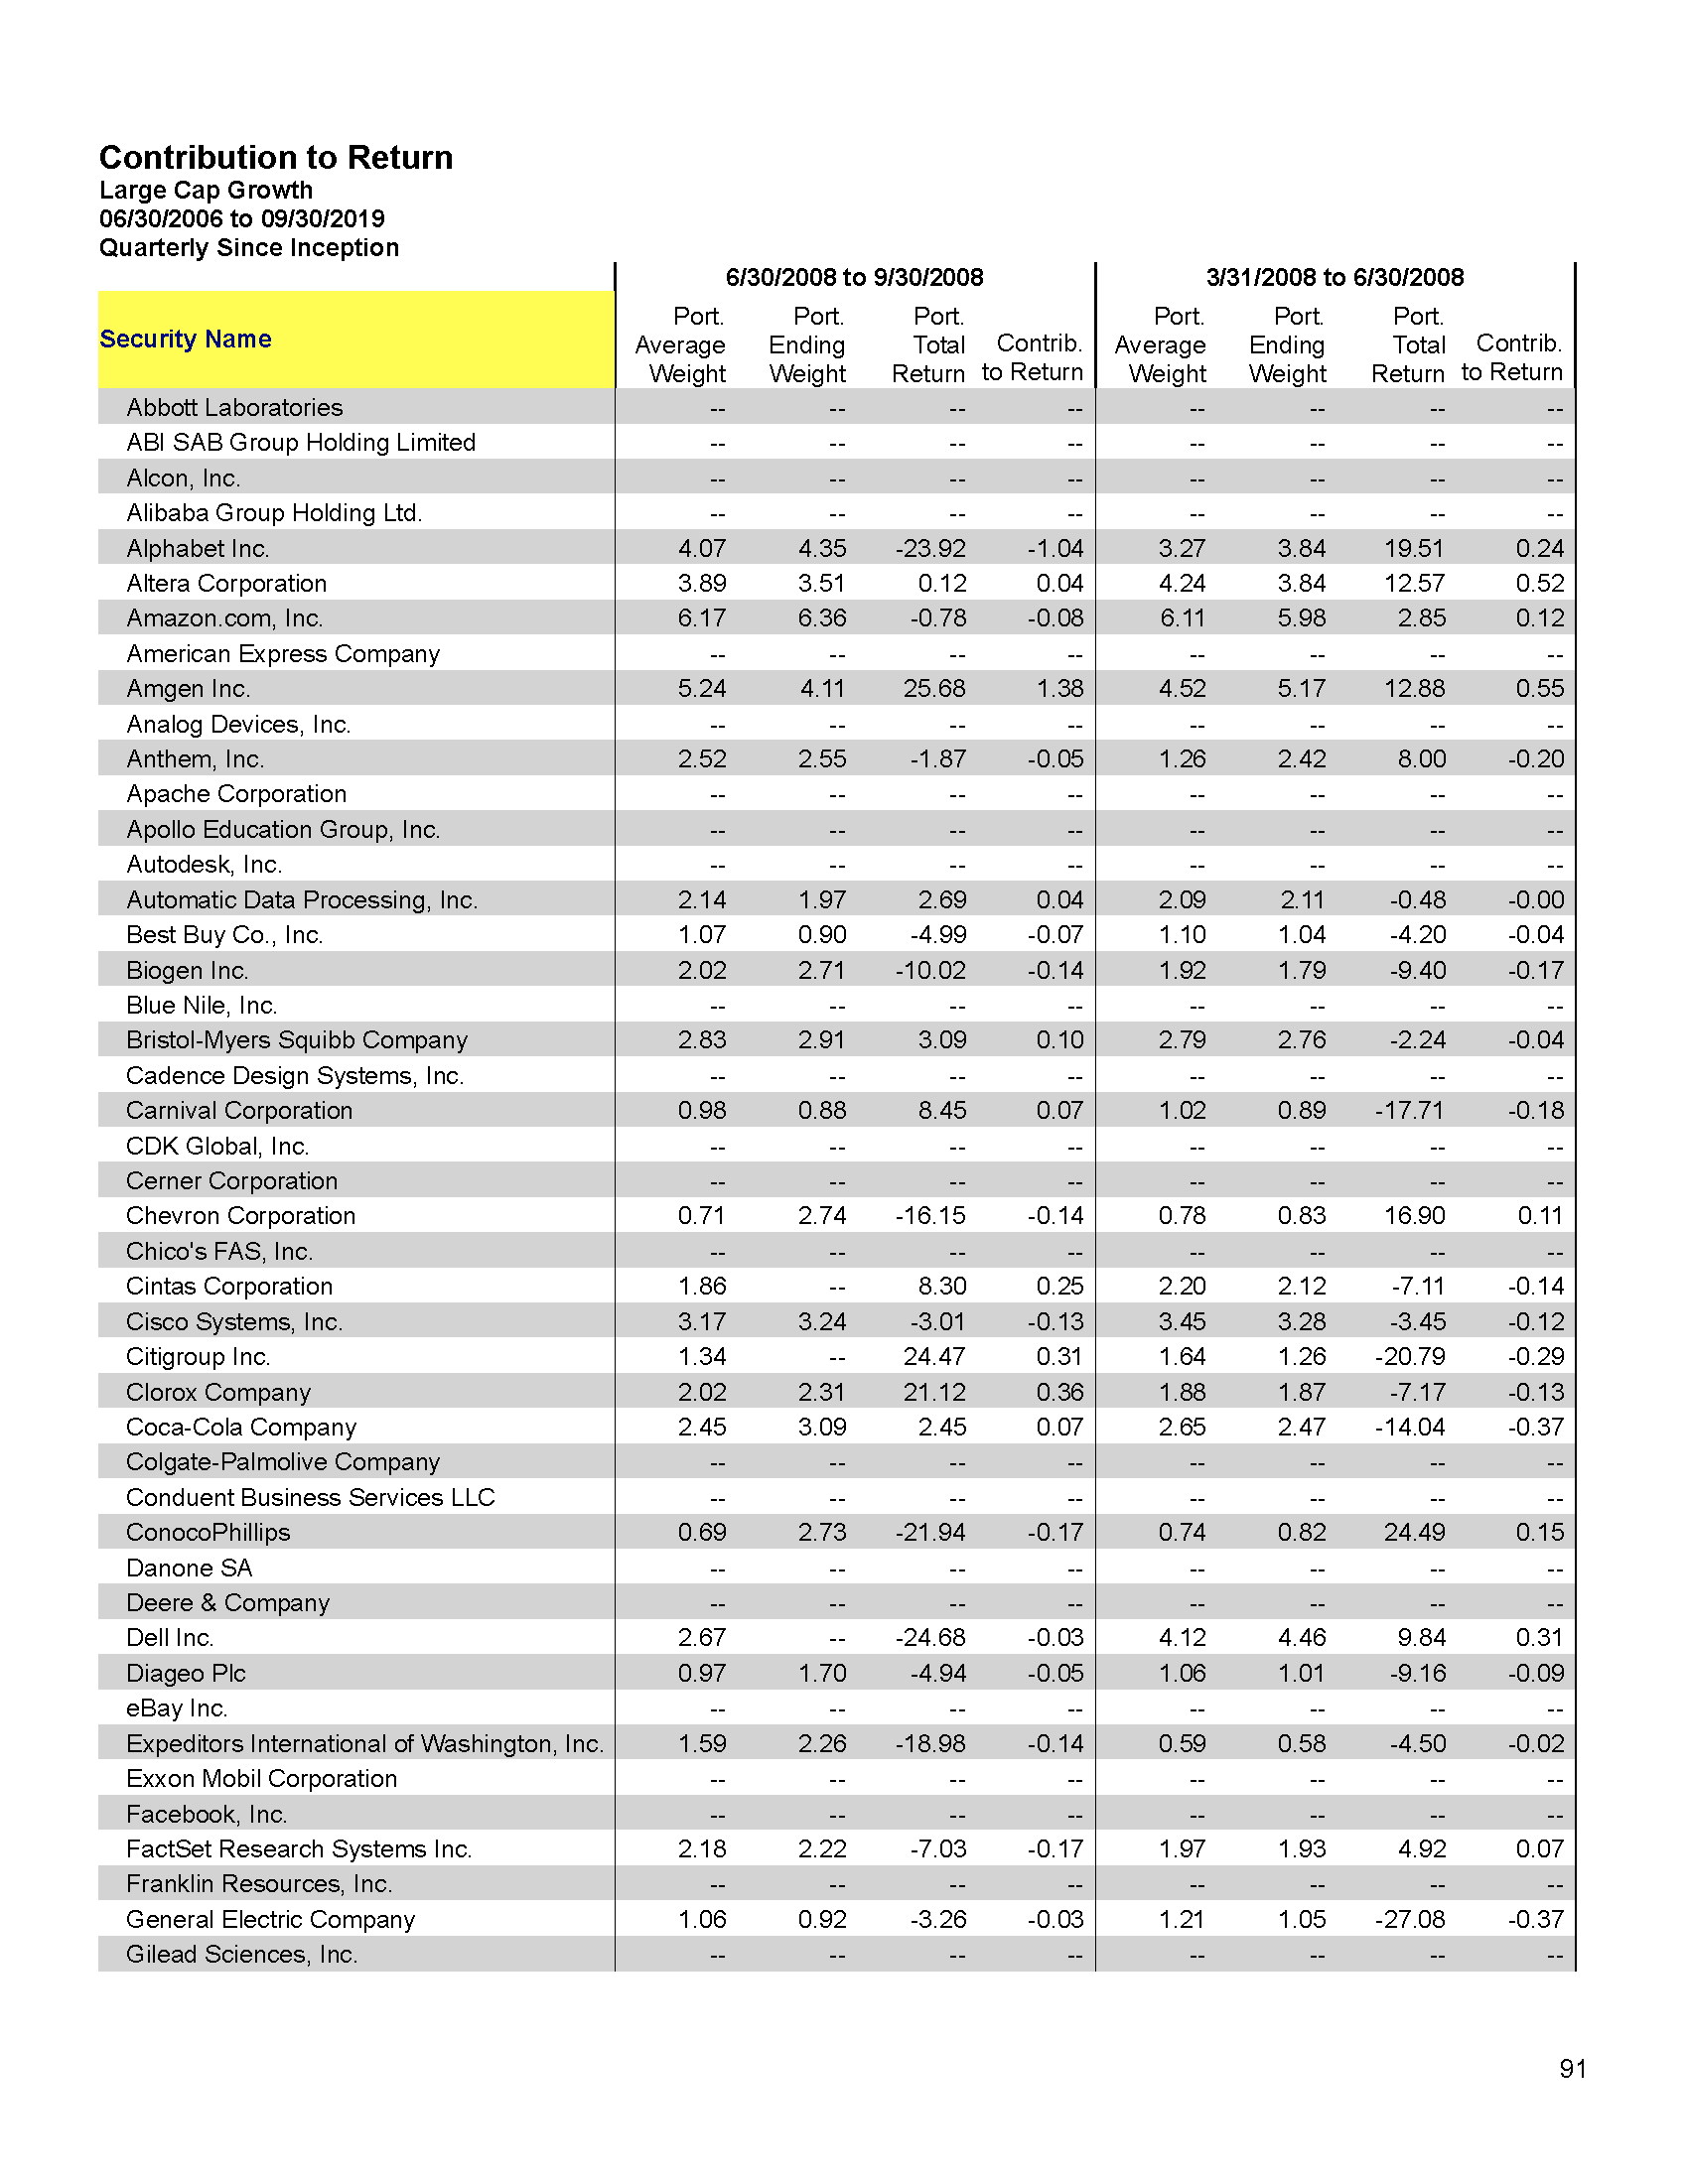 Contribution to Return
Large Cap Growth
06/30/2006 to 09/30/2019
Quarterly Since Inception
6/30/2008 to 9/30/2008 3/31/2008 to 6/30/2008
Security Name Port. Average Weight Port. Ending Weight Port. Total Return Contrib. to Return Port. Average Weight Port. Ending Weight Port. Total Return Contrib. to Return
Abbott Laboratories -- -- -- -- -- -- -- --
ABI SAB Group Holding Limited -- -- -- -- -- -- -- --
Alcon, Inc. -- -- -- -- -- -- -- --
Alibaba Group Holding Ltd. -- -- -- -- -- -- -- --
Alphabet Inc. 4.07 4.35 -23.92 -1.04 3.27 3.84 19.51 0.24
Altera Corporation 3.89 3.51 0.12 0.04 4.24 3.84 12.57 0.52
Amazon.com, Inc. 6.17 6.36 -0.78 -0.08 6.11 5.98 2.85 0.12
American Express Company -- -- -- -- -- -- -- --
Amgen Inc. 5.24 4.11 25.68 1.38 4.52 5.17 12.88 0.55
Analog Devices, Inc. -- -- -- -- -- -- -- --
Anthem, Inc. 2.52 2.55 -1.87 -0.05 1.26 2.42 8.00 -0.20
Apache Corporation -- -- -- -- -- -- -- --
Apollo Education Group, Inc. -- -- -- -- -- -- -- --
Autodesk, Inc. -- -- -- -- -- -- -- --
Automatic Data Processing, Inc. 2.14 1.97 2.69 0.04 2.09 2.11 -0.48 -0.00
Best Buy Co., Inc. 1.07 0.90 -4.99 -0.07 1.10 1.04 -4.20 -0.04
Biogen Inc. 2.02 2.71 -10.02 -0.14 1.92 1.79 -9.40 -0.17
Blue Nile, Inc. -- -- -- -- -- -- -- --
Bristol-Myers Squibb Company 2.83 2.91 3.09 0.10 2.79 2.76 -2.24 -0.04
Cadence Design Systems, Inc. -- -- -- -- -- -- -- --
Carnival Corporation 0.98 0.88 8.45 0.07 1.02 0.89 -17.71 -0.18
CDK Global, Inc. -- -- -- -- -- -- -- --
Cerner Corporation -- -- -- -- -- -- -- --
Chevron Corporation 0.71 2.74 -16.15 -0.14 0.78 0.83 16.90 0.11
Chico's FAS, Inc. -- -- -- -- -- -- -- --
Cintas Corporation 1.86 -- 8.30 0.25 2.20 2.12 -7.11 -0.14
Cisco Systems, Inc. 3.17 3.24 -3.01 -0.13 3.45 3.28 -3.45 -0.12
Citigroup Inc. 1.34 -- 24.47 0.31 1.64 1.26 -20.79 -0.29
Clorox Company 2.02 2.31 21.12 0.36 1.88 1.87 -7.17 -0.13
Coca-Cola Company 2.45 3.09 2.45 0.07 2.65 2.47 -14.04 -0.37
Colgate-Palmolive Company -- -- -- -- -- -- -- --
Conduent Business Services LLC -- -- -- -- -- -- -- --
ConocoPhillips 0.69 2.73 -21.94 -0.17 0.74 0.82 24.49 0.15
Danone SA -- -- -- -- -- -- -- --
Deere & Company -- -- -- -- -- -- -- --
Dell Inc. 2.67 -- -24.68 -0.03 4.12 4.46 9.84 0.31
Diageo Plc 0.97 1.70 -4.94 -0.05 1.06 1.01 -9.16 -0.09
eBay Inc. -- -- -- -- -- -- -- --
Expeditors International of Washington, Inc. 1.59 2.26 -18.98 -0.14 0.59 0.58 -4.50 -0.02
Exxon Mobil Corporation -- -- -- -- -- -- -- --
Facebook, Inc. -- -- -- -- -- -- -- --
FactSet Research Systems Inc. 2.18 2.22 -7.03 -0.17 1.97 1.93 4.92 0.07
Franklin Resources, Inc. -- -- -- -- -- -- -- --
General Electric Company 1.06 0.92 -3.26 -0.03 1.21 1.05 -27.08 -0.37
Gilead Sciences, Inc. -- -- -- -- -- -- -- --
91